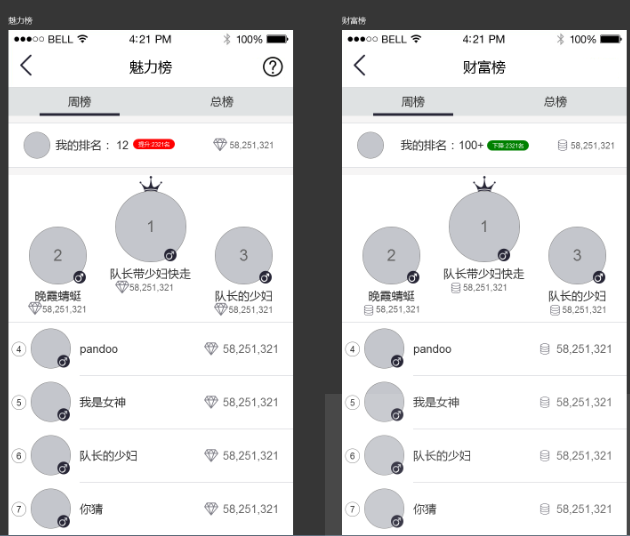 魅力榜
●●●○○ BELL 4:21 PM 100%
魅力榜
周榜 总榜
我的排名： 12 提升:2321名 58,251,321
1
2
3
队长带少妇快走
58,251,321
晚霞蜻蜓
58,251,321
队长的少妇
58,251,321
4 pandoo 58,251,321
5 我是女神 58,251,321
6 队长的少妇 58,251,321
7 你猜 58,251,321
财富榜
●●●○○ BELL 4:21 PM 100%
财富榜
周榜 总榜
我的排名：100+ 下降:2321名 58,251,321
1
2
3
队长带少妇快走
58,251,321
晚霞蜻蜓
58,251,321
队长的少妇
58,251,321
4 pandoo 58,251,321
5 我是女神 58,251,321
6 队长的少妇 58,251,321
7 你猜 58,251,321